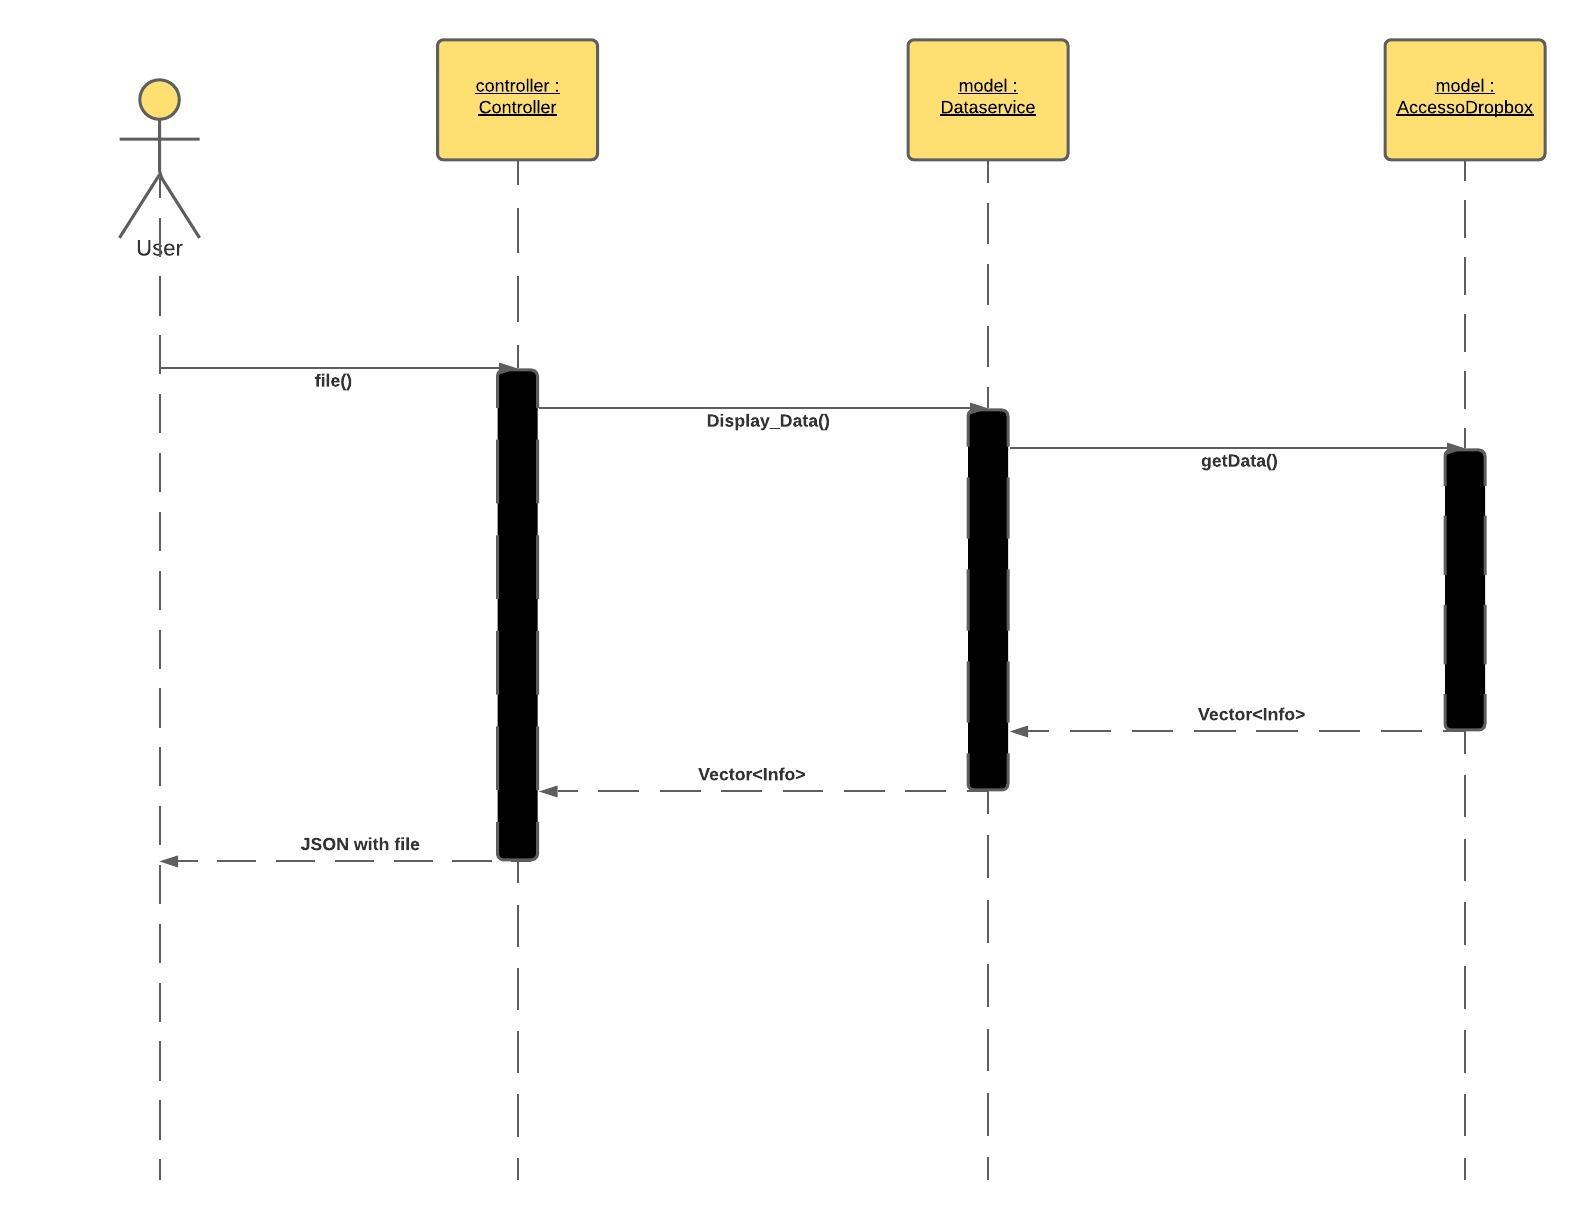 controller :
Controller
model :
Dataservice
model :
AccessoDropbox
User
file()
Display_Data()
getData()
Vector<Info>
Vector<Info>
JSON with file